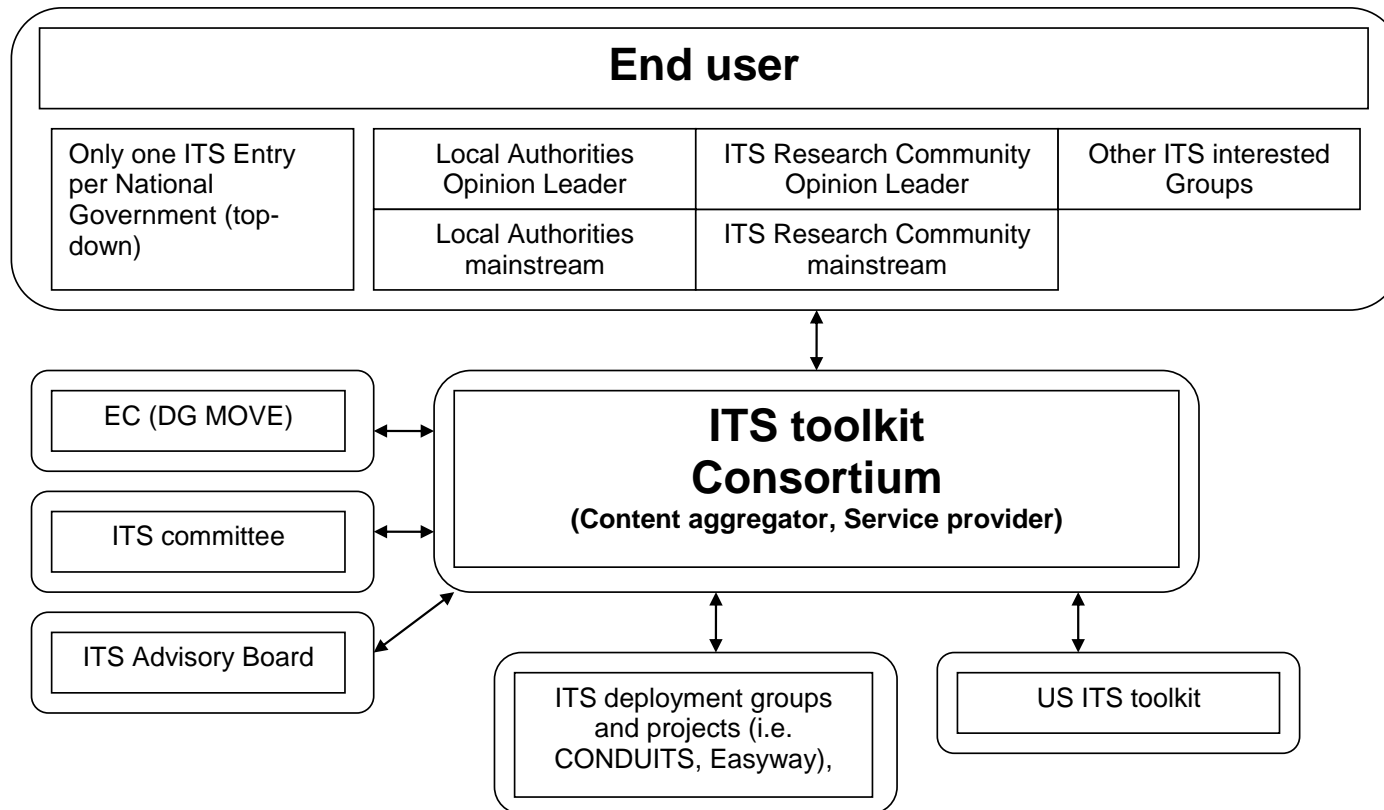 End user
Only one ITS Entry
per National
Government (top-
down)
Local Authorities
Opinion Leader
ITS Research Community
Opinion Leader
Other ITS interested
Groups
Local Authorities
mainstream
ITS Research Community
mainstream
EC (DG MOVE)
ITS committee
ITS Advisory Board
ITS toolkit
Consortium
(Content aggregator, Service provider)
ITS deployment groups
and projects (i.e.
CONDUITS, Easyway),
US ITS toolkit